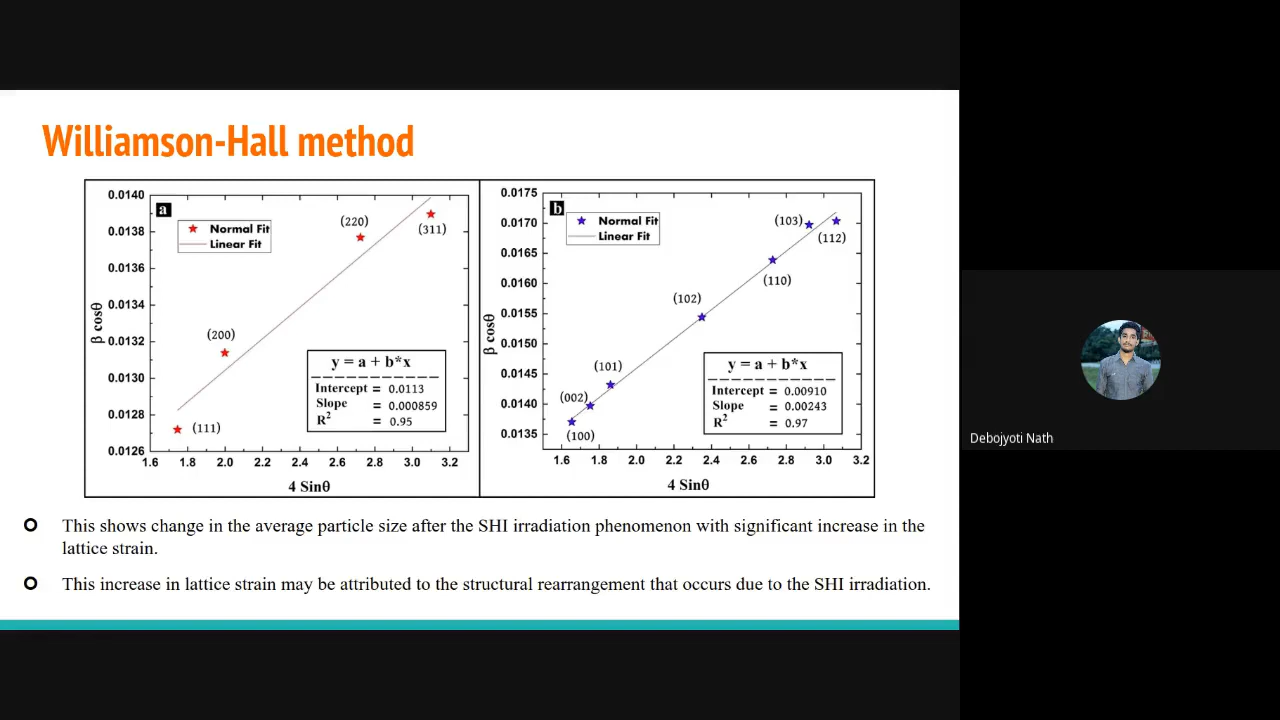 Williamson-Hall method
a
Normal Fit
Linear Fit
0.0140
0.0138
0.0136
0.0134
0.0132
0.0130
0.0128
0.0126
β cosθ
(111)
(200)
(220)
(311)
y = a + b*x
Intercept = 0.0113
Slope = 0.000859
R² = 0.95
1.6 1.8 2.0 2.2 2.4 2.6 2.8 3.0 3.2
4 Sinθ
b
Normal Fit
Linear Fit
0.0175
0.0170
0.0165
0.0160
0.0155
0.0150
0.0145
0.0140
0.0135
β cosθ
(100)
(002)
(101)
(102)
(110)
(103)
(112)
y = a + b*x
Intercept = 0.00910
Slope = 0.00243
R² = 0.97
1.6 1.8 2.0 2.2 2.4 2.6 2.8 3.0 3.2
4 Sinθ
This shows change in the average particle size after the SHI irradiation phenomenon with significant increase in the
lattice strain.
This increase in lattice strain may be attributed to the structural rearrangement that occurs due to the SHI irradiation.
Debojyoti Nath